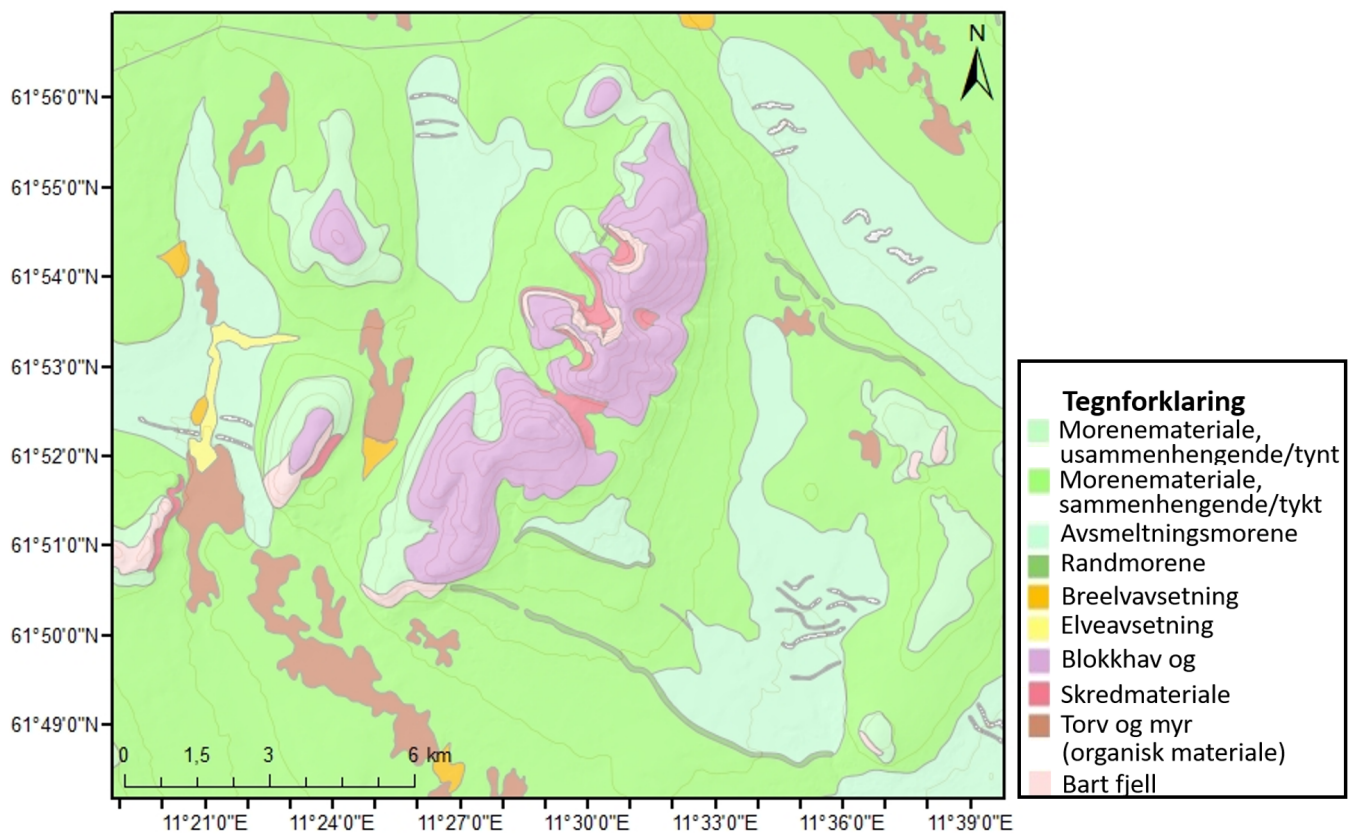 N
61°56'0"N
61°55'0"N
61°54'0"N
61°53'0"N
61°52'0"N
61°51'0"N
61°50'0"N
61°49'0"N
0 1,5 3 6 km
11°21'0"E 11°24'0"E 11°27'0"E 11°30'0"E 11°33'0"E 11°36'0"E 11°39'0"E
Tegnforklaring
Morenemateriale,
usammenhengende/tynt
Morenemateriale,
sammenhengende/tykt
Avsmeltningsmorene
Randmorene
Breelvavsetning
Elveavsetning
Blokkhav og
Skredmateriale
Torv og myr
(organisk materiale)
Bart fjell